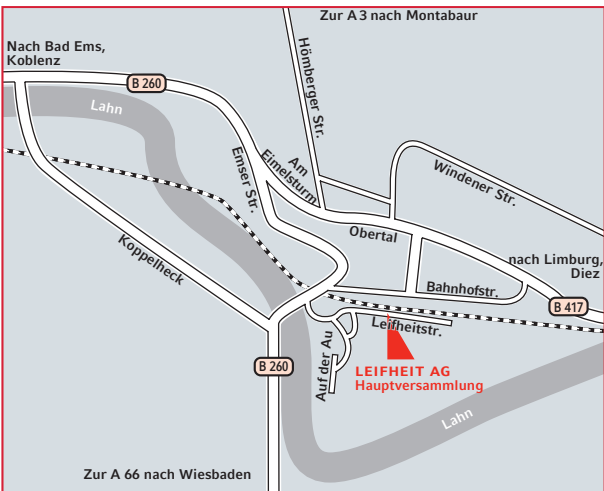 Zur A 3 nach Montabaur
Nach Bad Ems,
Koblenz
B 260
Lahn
Hömberger Str.
Am
Eimelsturm
Emser Str.
Windener Str.
Obertal
Koppelheck
nach Limburg,
Diez
Bahnhofstr.
B 417
Leifheitstr.
Auf der Au
B 260
LEIFHEIT AG
Hauptversammlung
Lahn
Zur A 66 nach Wiesbaden